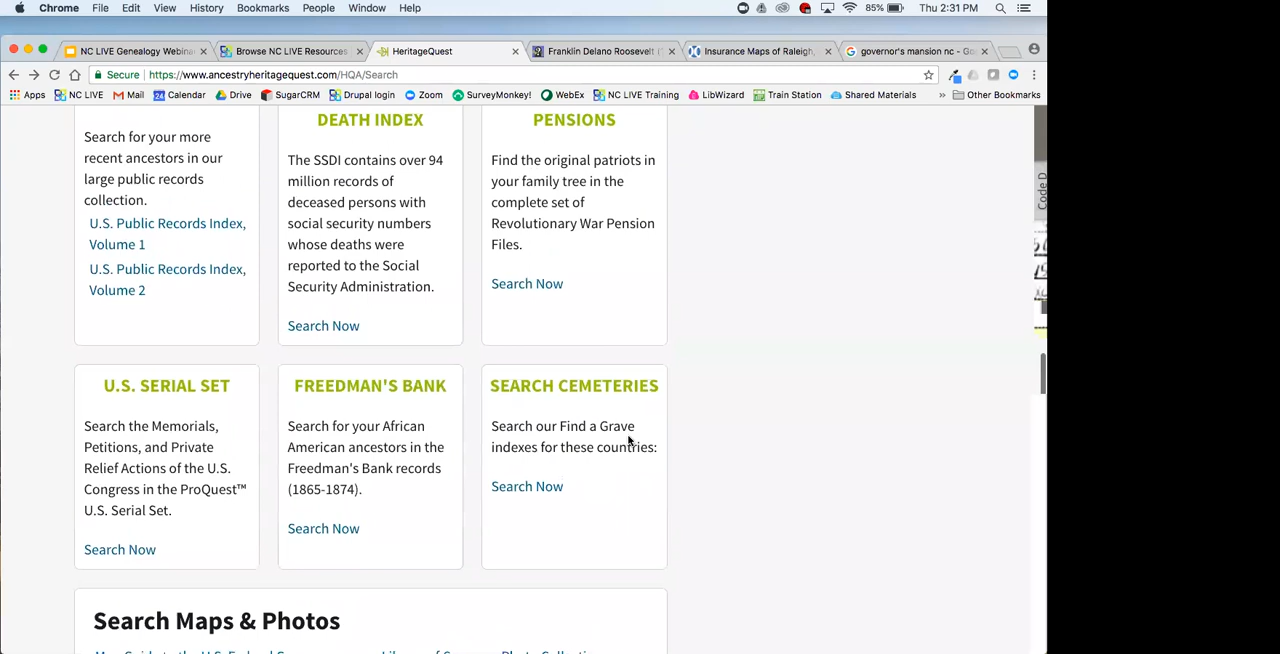 Chrome File Edit View History Bookmarks People Window Help 85% Thu 2:31 PM
NC LIVE Genealogy Webina Browse NC LIVE Resources HeritageQuest Franklin Delano Roosevelt ( Insurance Maps of Raleigh, governor's mansion nc - Go
Secure https://www.ancestryheritagequest.com/HQA/Search
Apps NC LIVE Mail Calendar Drive SugarCRM Drupal login Zoom SurveyMonkey! WebEx NC LIVE Training LibWizard Train Station Shared Materials » Other Bookmarks
Search for your more
recent ancestors in our
large public records
collection.
U.S. Public Records Index,
Volume 1
U.S. Public Records Index,
Volume 2
DEATH INDEX
The SSDI contains over 94
million records of
deceased persons with
social security numbers
whose deaths were
reported to the Social
Security Administration.
Search Now
PENSIONS
Find the original patriots in
your family tree in the
complete set of
Revolutionary War Pension
Files.
Search Now
Code D
U.S. SERIAL SET
Search the Memorials,
Petitions, and Private
Relief Actions of the U.S.
Congress in the ProQuest™
U.S. Serial Set.
Search Now
FREEDMAN'S BANK
Search for your African
American ancestors in the
Freedman's Bank records
(1865-1874).
Search Now
SEARCH CEMETERIES
Search our Find a Grave
indexes for these countries:
Search Now
Search Maps & Photos